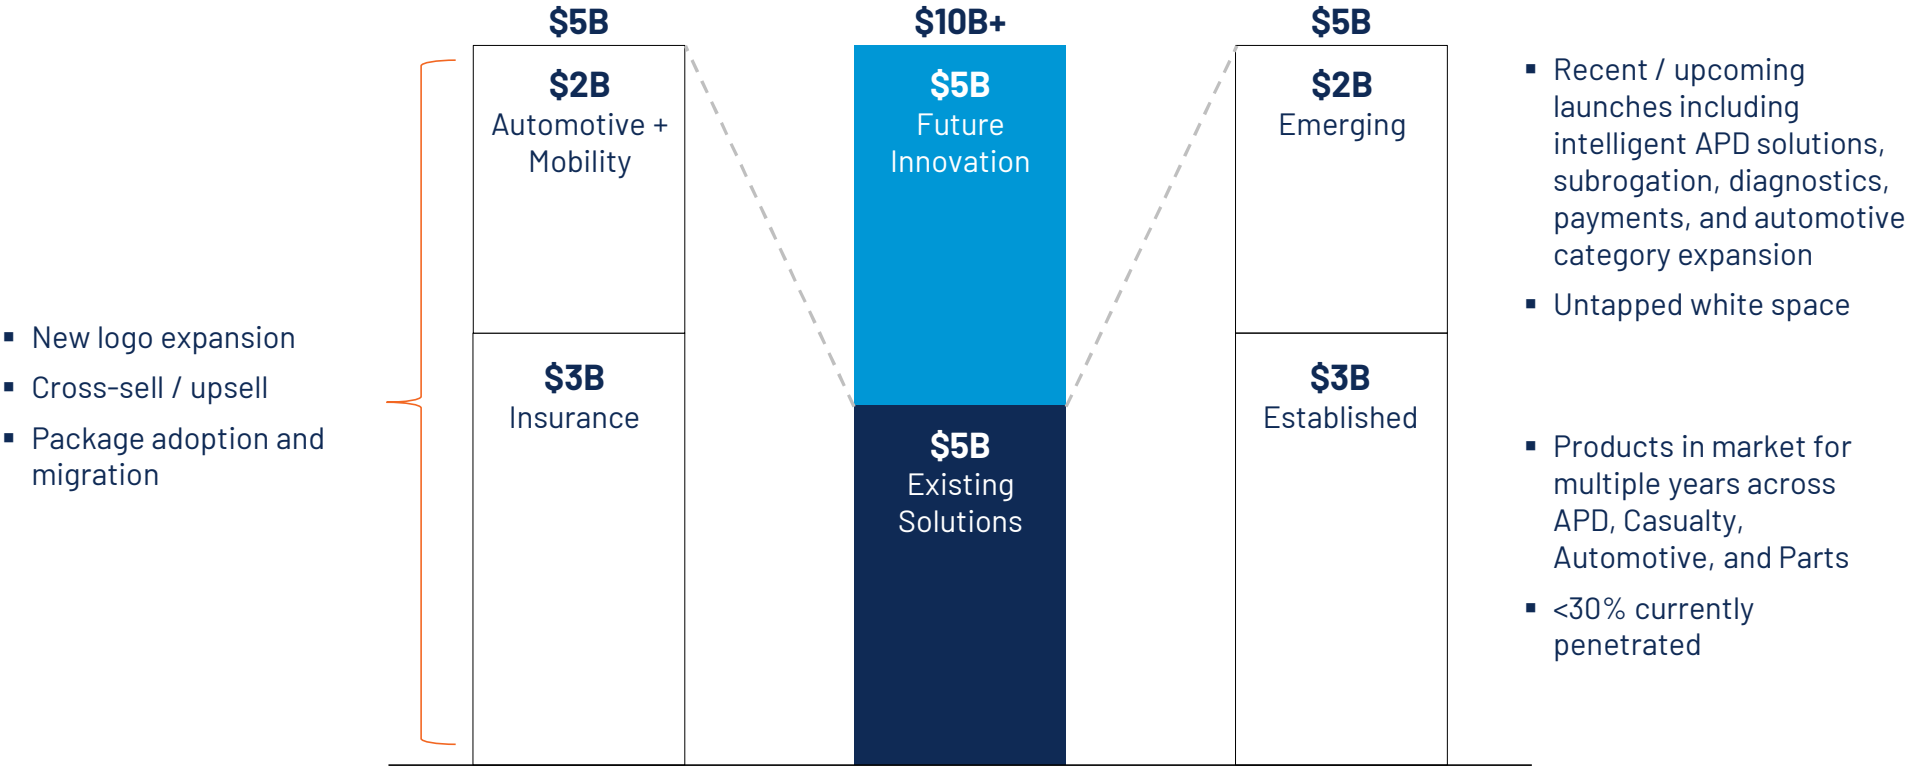 $5B
$10B+
$5B
$2B
Automotive +
Mobility
$3B
Insurance
▪ New logo expansion
▪ Cross-sell / upsell
▪ Package adoption and
migration
$5B
Future
Innovation
$5B
Existing
Solutions
$2B
Emerging
$3B
Established
▪ Recent / upcoming
launches including
intelligent APD solutions,
subrogation, diagnostics,
payments, and automotive
category expansion
▪ Untapped white space
▪ Products in market for
multiple years across
APD, Casualty,
Automotive, and Parts
▪ <30% currently
penetrated